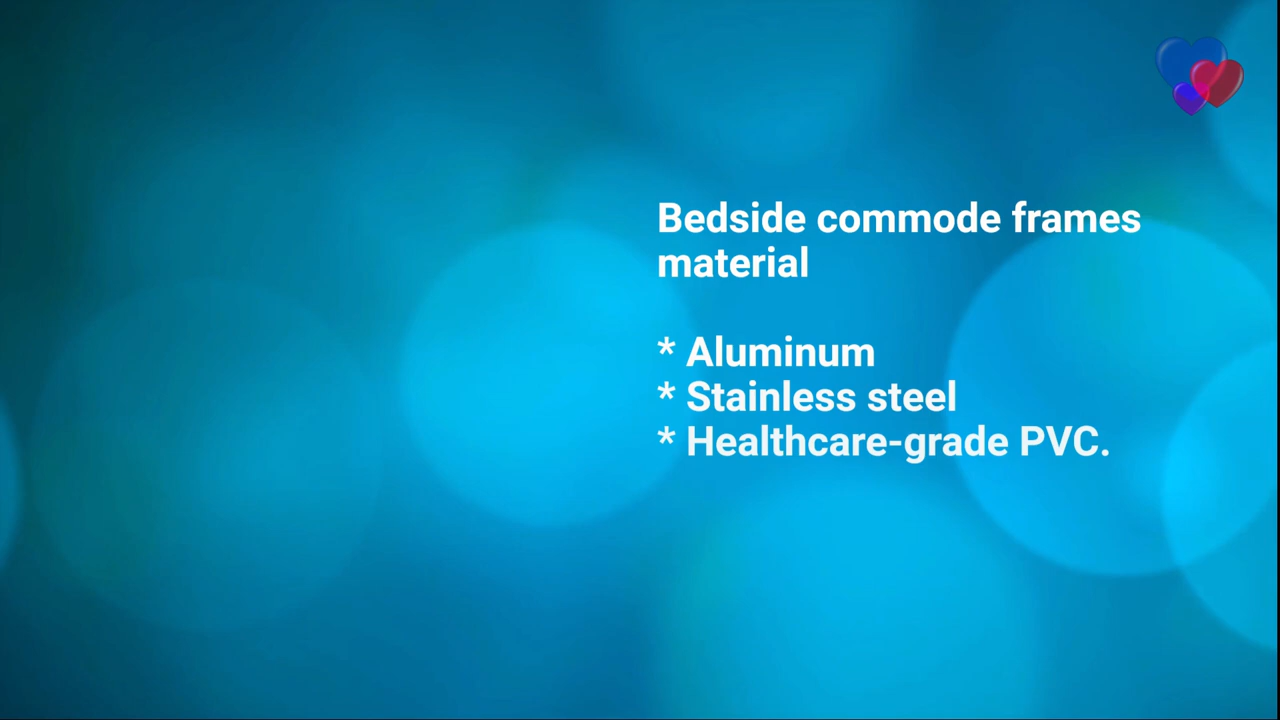 Bedside commode frames
material
* Aluminum
* Stainless steel
* Healthcare-grade PVC.